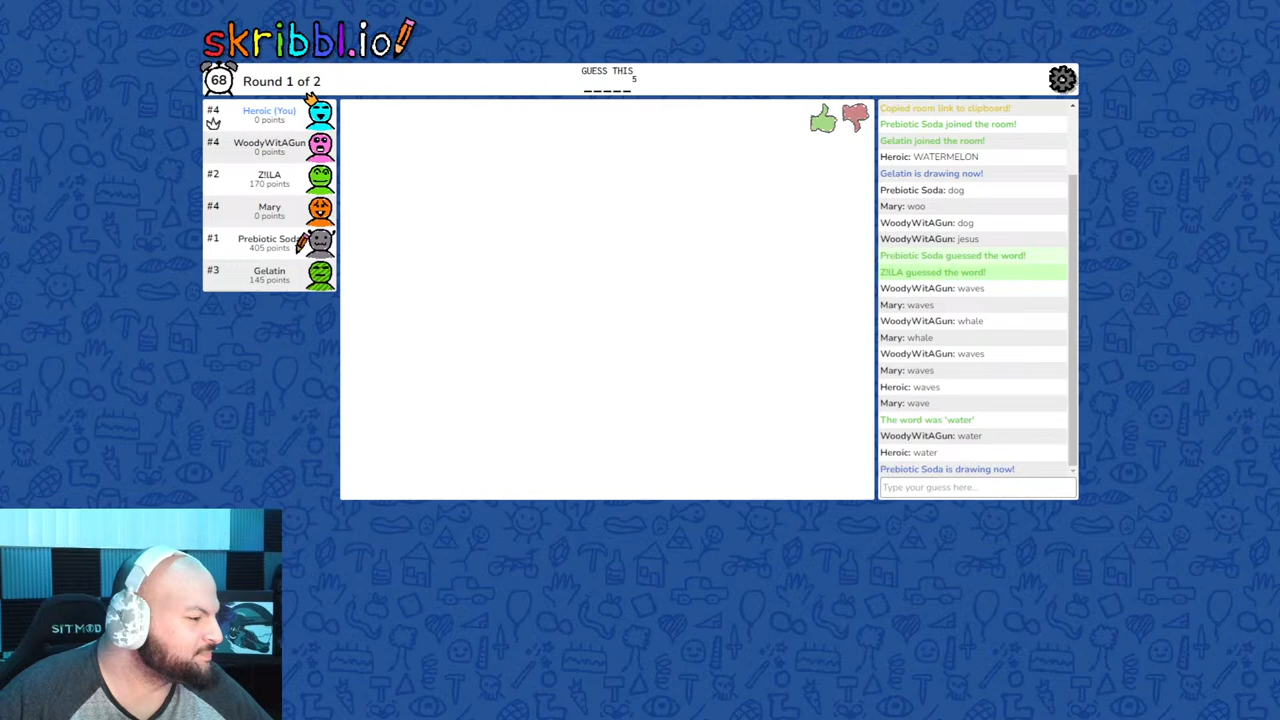 skribbl.io
68
Round 1 of 2
GUESS THIS
_____ 5
#4 Heroic (You)
0 points
#4 WoodyWitAGun
0 points
#2 Z!LLA
170 points
#4 Mary
0 points
#1 Prebiotic Soda
405 points
#3 Gelatin
145 points
Copied room link to clipboard!
Prebiotic Soda joined the room!
Gelatin joined the room!
Heroic: WATERMELON
Gelatin is drawing now!
Prebiotic Soda: dog
Mary: woo
WoodyWitAGun: dog
WoodyWitAGun: jesus
Prebiotic Soda guessed the word!
Z!LLA guessed the word!
WoodyWitAGun: waves
Mary: waves
WoodyWitAGun: whale
Mary: whale
WoodyWitAGun: waves
Mary: waves
Heroic: waves
Mary: wave
The word was 'water'
WoodyWitAGun: water
Heroic: water
Prebiotic Soda is drawing now!
Type your guess here...
SITMOD